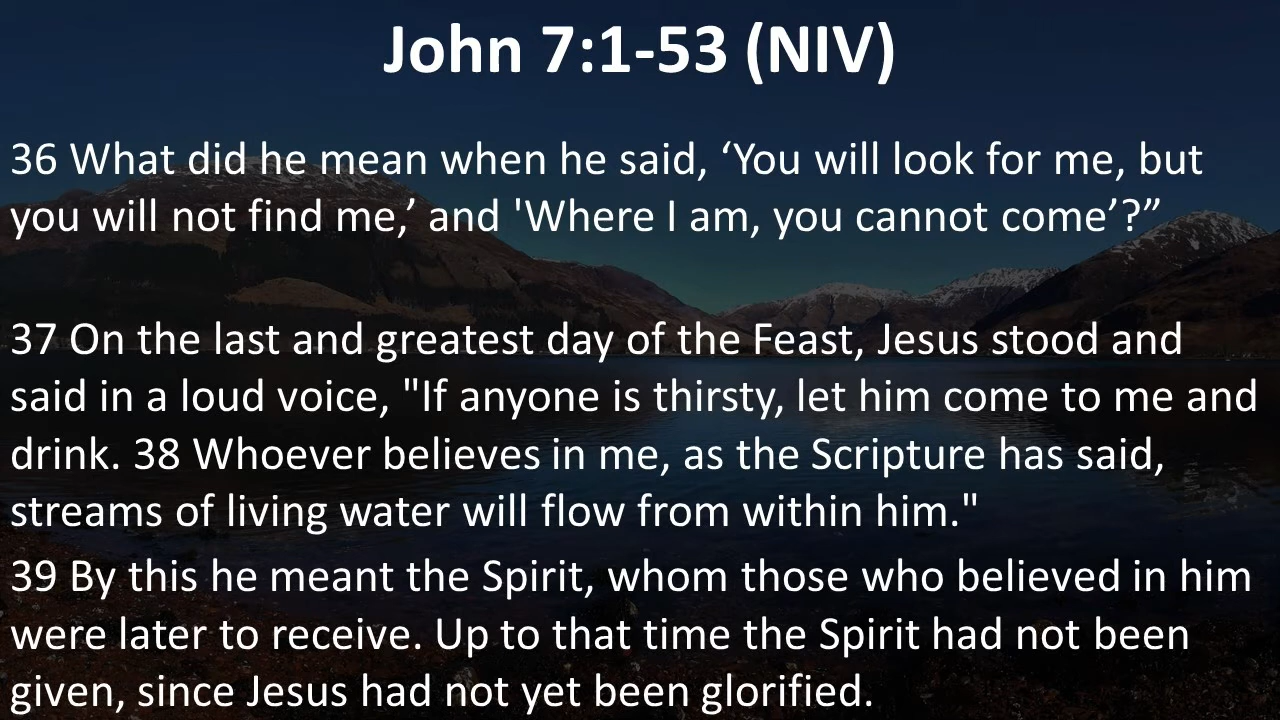 John 7:1-53 (NIV)
36 What did he mean when he said, ‘You will look for me, but
you will not find me,’ and 'Where I am, you cannot come’?”
37 On the last and greatest day of the Feast, Jesus stood and
said in a loud voice, "If anyone is thirsty, let him come to me and
drink. 38 Whoever believes in me, as the Scripture has said,
streams of living water will flow from within him."
39 By this he meant the Spirit, whom those who believed in him
were later to receive. Up to that time the Spirit had not been
given, since Jesus had not yet been glorified.